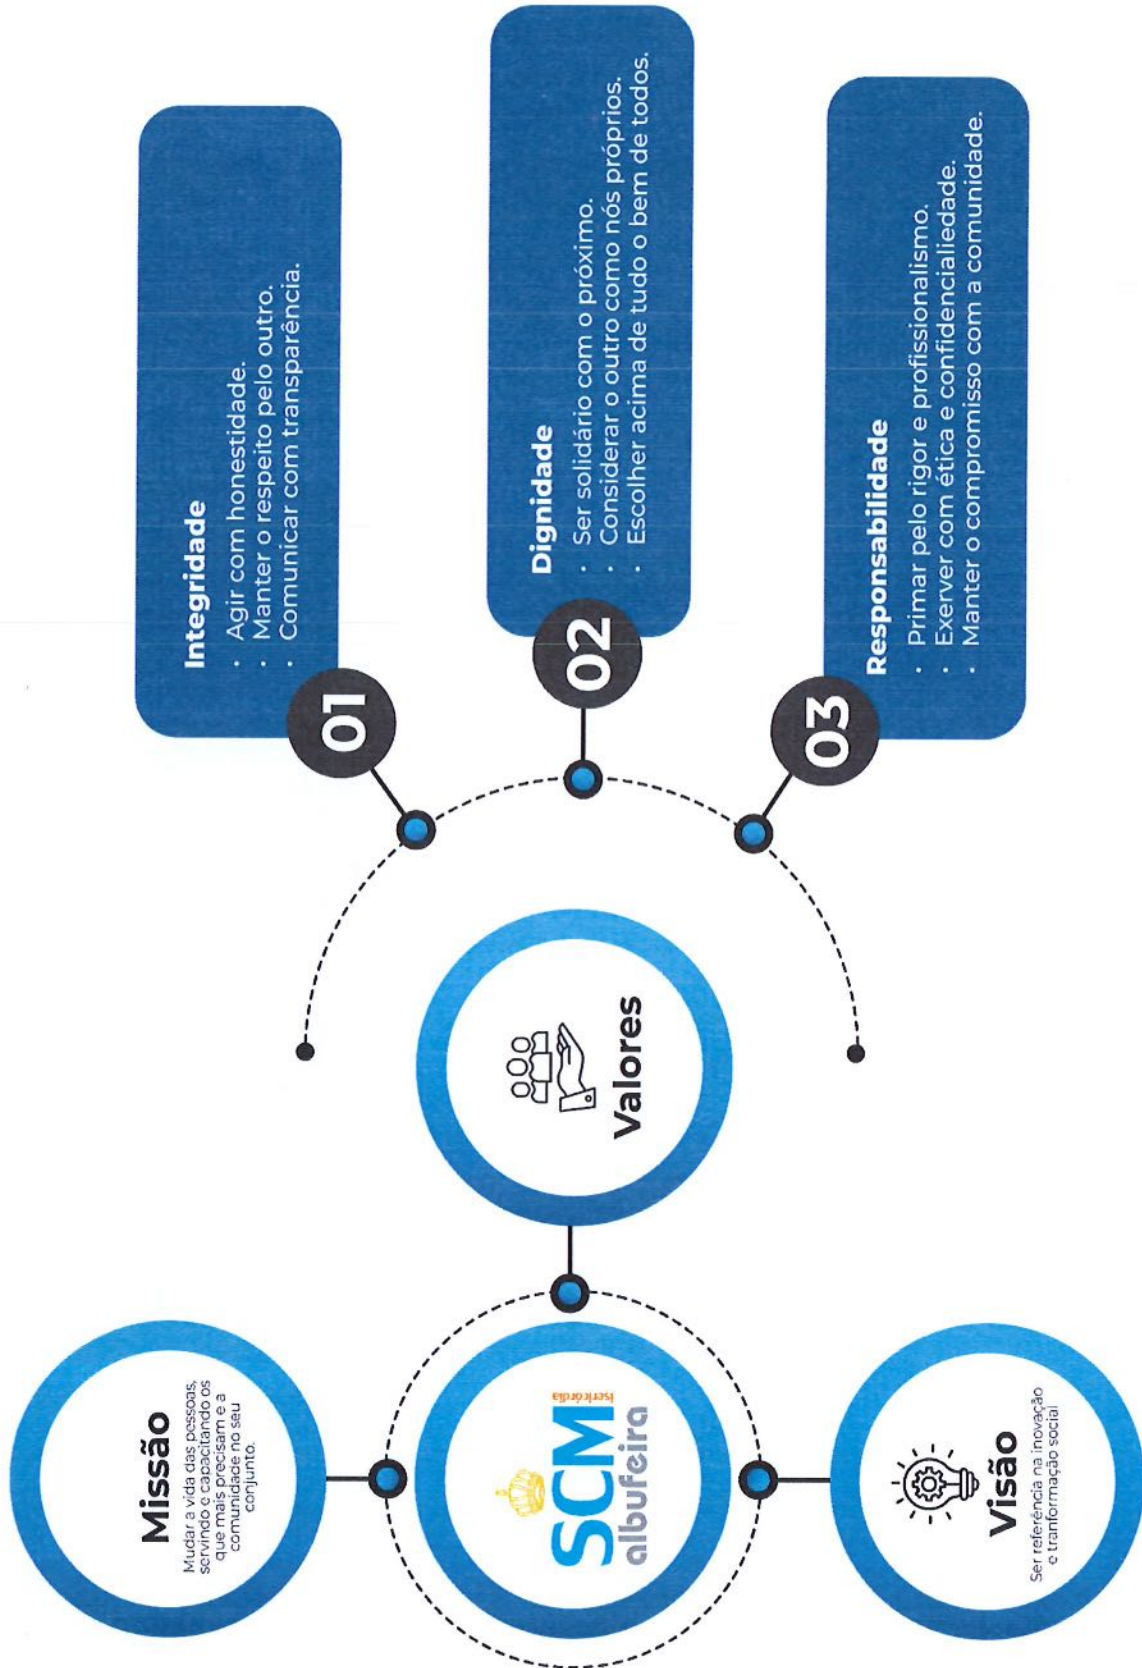 Missão
Mudar a vida das pessoas,
servindo e capacitando os
que mais precisam e a
comunidade no seu
conjunto.
SCM
isericórdia
albufeira
Visão
Ser referência na inovação
e tranformação social
Valores
01
Integridade
· Agir com honestidade.
· Manter o respeito pelo outro.
· Comunicar com transparência.
02
Dignidade
· Ser solidário com o próximo.
· Considerar o outro como nós próprios.
· Escolher acima de tudo o bem de todos.
03
Responsabilidade
· Primar pelo rigor e profissionalismo.
· Exerver com ética e confidencialiedade.
· Manter o compromisso com a comunidade.